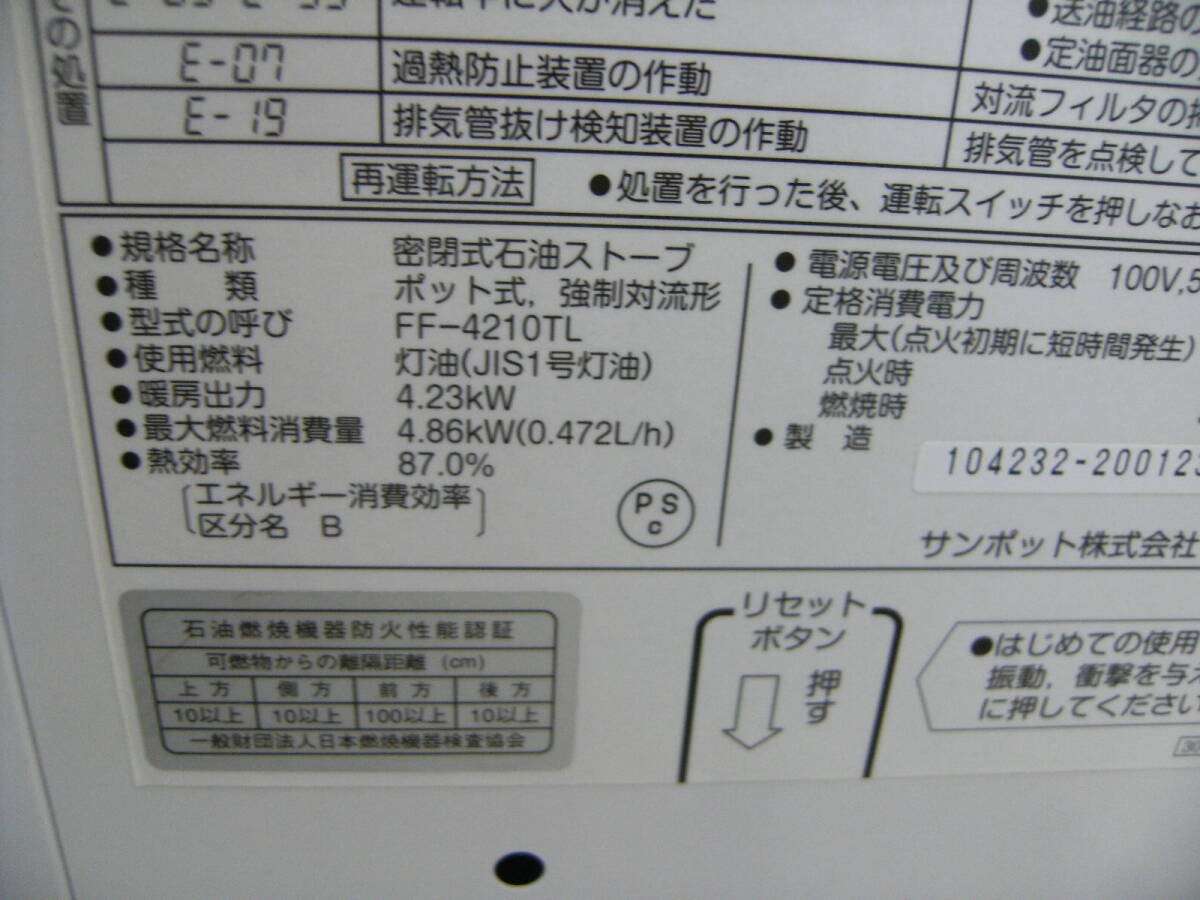 の処置
運転中に火が消えた
●送油経路の
●定油面器の
E-07 過熱防止装置の作動 対流フィルタの掃
E-19 排気管抜け検知装置の作動 排気管を点検して
再運転方法 ●処置を行った後、運転スイッチを押しなお
●規格名称 密閉式石油ストーブ
●種 類 ポット式, 強制対流形
●型式の呼び FF-4210TL
●使用燃料 灯油(JIS1号灯油)
●暖房出力 4.23kW
●最大燃料消費量 4.86kW(0.472L/h)
●熱効率 87.0%
エネルギー消費効率
区分名 B
PS
c
●電源電圧及び周波数 100V,5
●定格消費電力
最大(点火初期に短時間発生)
点火時
燃焼時
●製 造
104232-200123
サンポット株式会社
石油燃焼機器防火性能認証
可燃物からの離隔距離 (cm)
上方 側方 前方 後方
10以上 10以上 100以上 10以上
一般財団法人日本燃焼機器検査協会
リセット
ボタン
押す
●はじめての使用
振動, 衝撃を与え
に押してください
30